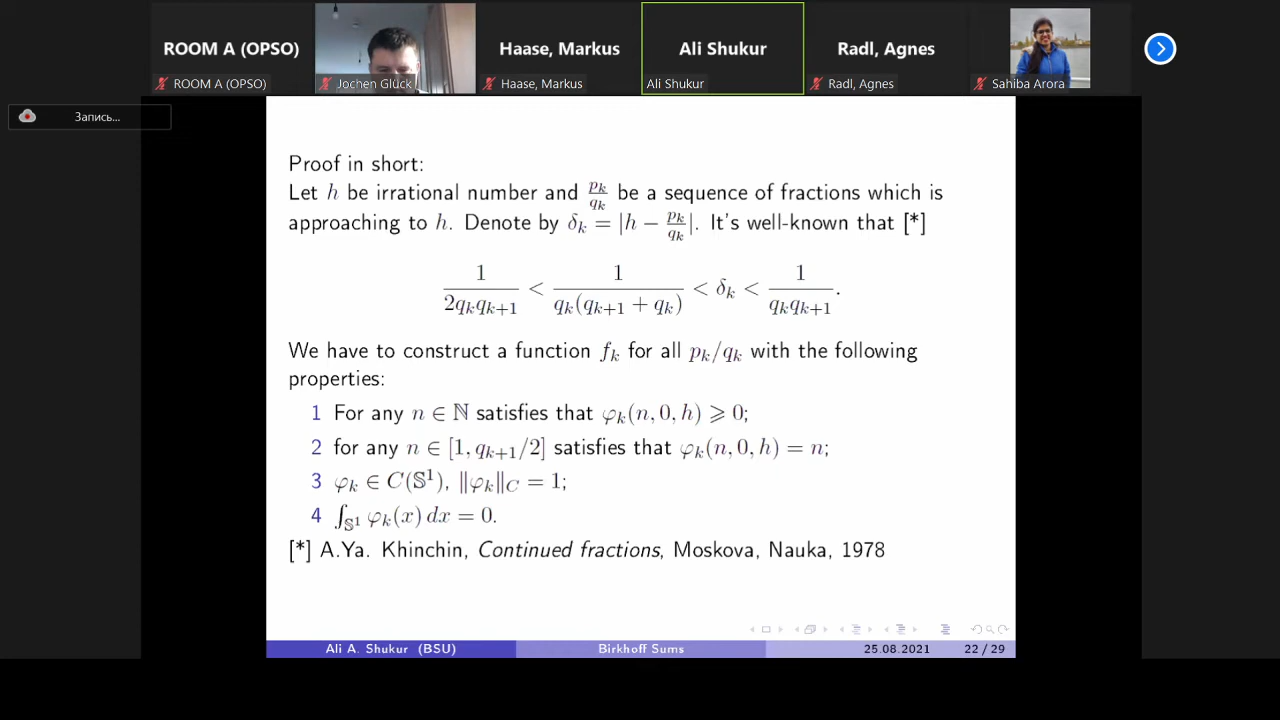 ROOM A (OPSO)
Haase, Markus
Ali Shukur
Radl, Agnes
ROOM A (OPSO)
Jochen Glück
Haase, Markus
Ali Shukur
Radl, Agnes
Sahiba Arora
Запись...
Proof in short:
Let h be irrational number and p_k/q_k be a sequence of fractions which is
approaching to h. Denote by δ_k = |h − p_k/q_k|. It's well-known that [*]
1/(2q_kq_{k+1}) < 1/(q_k(q_{k+1} + q_k)) < δ_k < 1/(q_kq_{k+1}).
We have to construct a function f_k for all p_k/q_k with the following
properties:
1 For any n ∈ ℕ satisfies that φ_k(n, 0, h) ⩾ 0;
2 for any n ∈ [1, q_{k+1}/2] satisfies that φ_k(n, 0, h) = n;
3 φ_k ∈ C(𝕊^1), ‖φ_k‖_C = 1;
4 ∫_{𝕊^1} φ_k(x) dx = 0.
[*] A.Ya. Khinchin, Continued fractions, Moskova, Nauka, 1978
Ali A. Shukur (BSU)
Birkhoff Sums
25.08.2021
22 / 29